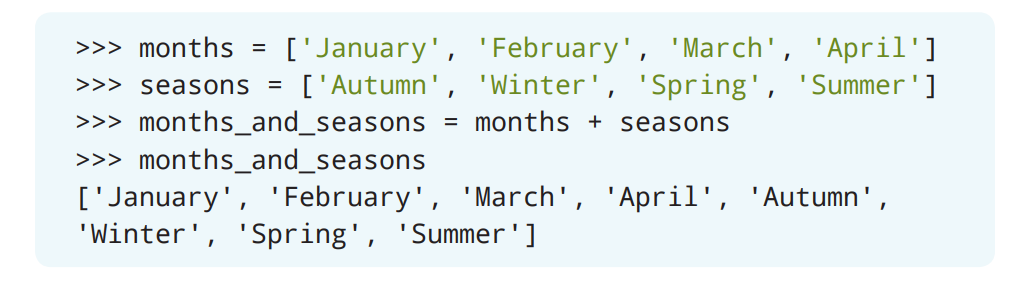 >>> months = ['January', 'February', 'March', 'April']
>>> seasons = ['Autumn', 'Winter', 'Spring', 'Summer']
>>> months_and_seasons = months + seasons
>>> months_and_seasons
['January', 'February', 'March', 'April', 'Autumn',
'Winter', 'Spring', 'Summer']